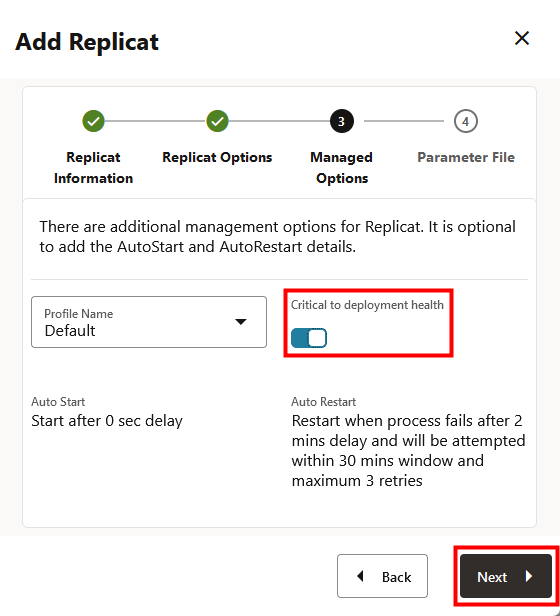 Add Replicat
3
4
Replicat
Information
Replicat Options
Managed
Options
Parameter File
There are additional management options for Replicat. It is optional
to add the AutoStart and AutoRestart details.
Profile Name
Default
Critical to deployment health
Auto Start
Start after 0 sec delay
Auto Restart
Restart when process fails after 2
mins delay and will be attempted
within 30 mins window and
maximum 3 retries
Back
Next